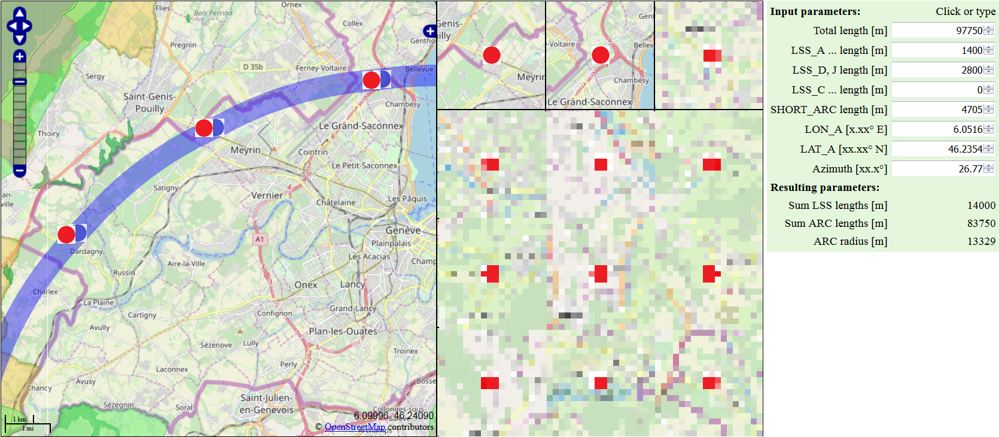 Flies
Bois Perriod
Ornex
Collex
Pregnin
Gentho
D 35b
Ferney-Voltaire
Bellevue
Sergy
Saint-Genis-
Pouilly
Chambésy
Thoiry
Le Grand-Saconnex
Meyrin
Cointrin
Le Petit-Saconnex
Satigny
Vernier
Châtelaine
Les Pâquis
Genève
A1
Plainpalais
Dardagny
Les Acacias
Champ
Aire-la-Ville
Russin
Onex
Lancy
Challex
La Plaine
Cartigny
Confignon
Grand-Lancy
Avully
Plan-les-Ouates
Sézenove
Lully
Troinex
Perly
Laconnex
Avusy
Bosse
Chancy
Sézegnin
Soral
Saint-Julien-
en-Genevois
Collonges-sous-
6.09996, 46.24090
1 km
1 mi
© OpenStreetMap contributors
Genis-
illy
Meyrin
-Voltaire
Gent
Bellev
Chambésy
Le Grand-Saconnex
Input parameters: Click or type
Total length [m] 97750
LSS_A ... length [m] 1400
LSS_D, J length [m] 2800
LSS_C ... length [m] 0
SHORT_ARC length [m] 4705
LON_A [x.xx° E] 6.0516
LAT_A [xx.xx° N] 46.2354
Azimuth [xx.x°] 26.77
Resulting parameters:
Sum LSS lengths [m] 14000
Sum ARC lengths [m] 83750
ARC radius [m] 13329